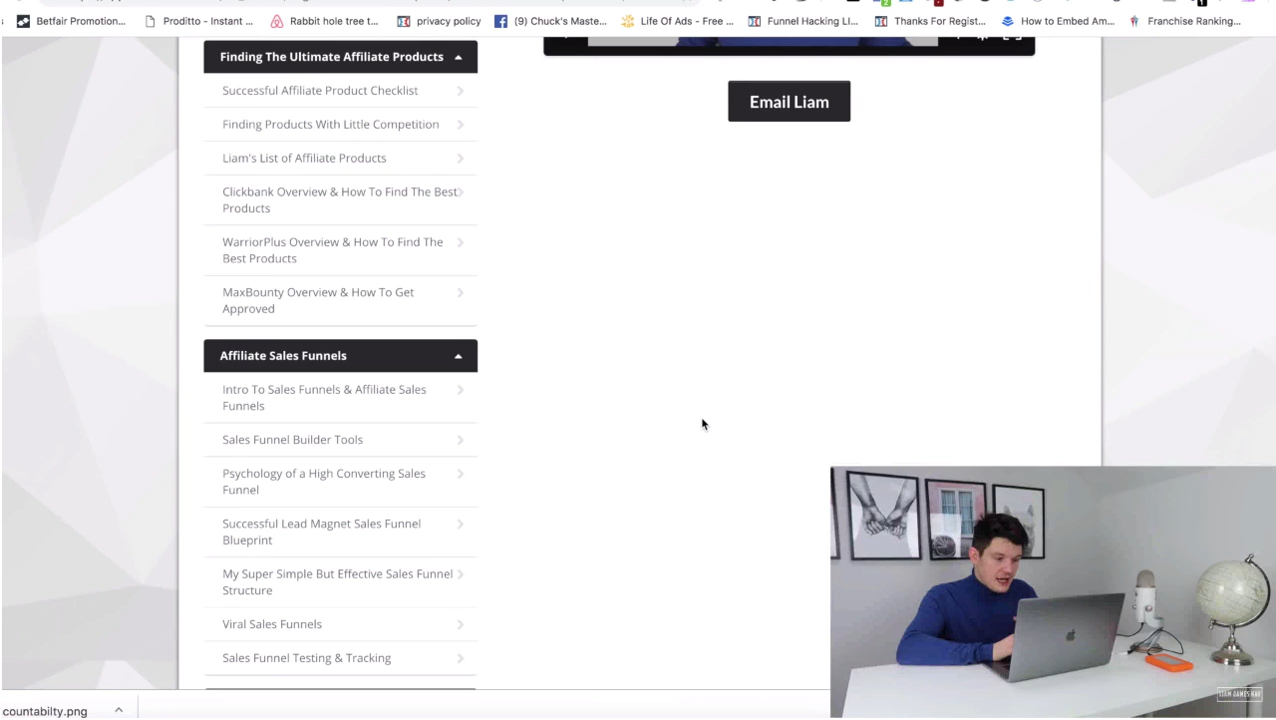 Betfair Promotion...
Proditto - Instant ...
Rabbit hole tree t...
privacy policy
(9) Chuck's Maste...
Life Of Ads - Free ...
Funnel Hacking LI...
Thanks For Regist...
How to Embed Am...
Franchise Ranking...
Finding The Ultimate Affiliate Products
Successful Affiliate Product Checklist
Finding Products With Little Competition
Liam's List of Affiliate Products
Clickbank Overview & How To Find The Best
Products
WarriorPlus Overview & How To Find The
Best Products
MaxBounty Overview & How To Get
Approved
Affiliate Sales Funnels
Intro To Sales Funnels & Affiliate Sales
Funnels
Sales Funnel Builder Tools
Psychology of a High Converting Sales
Funnel
Successful Lead Magnet Sales Funnel
Blueprint
My Super Simple But Effective Sales Funnel
Structure
Viral Sales Funnels
Sales Funnel Testing & Tracking
Email Liam
countabilty.png